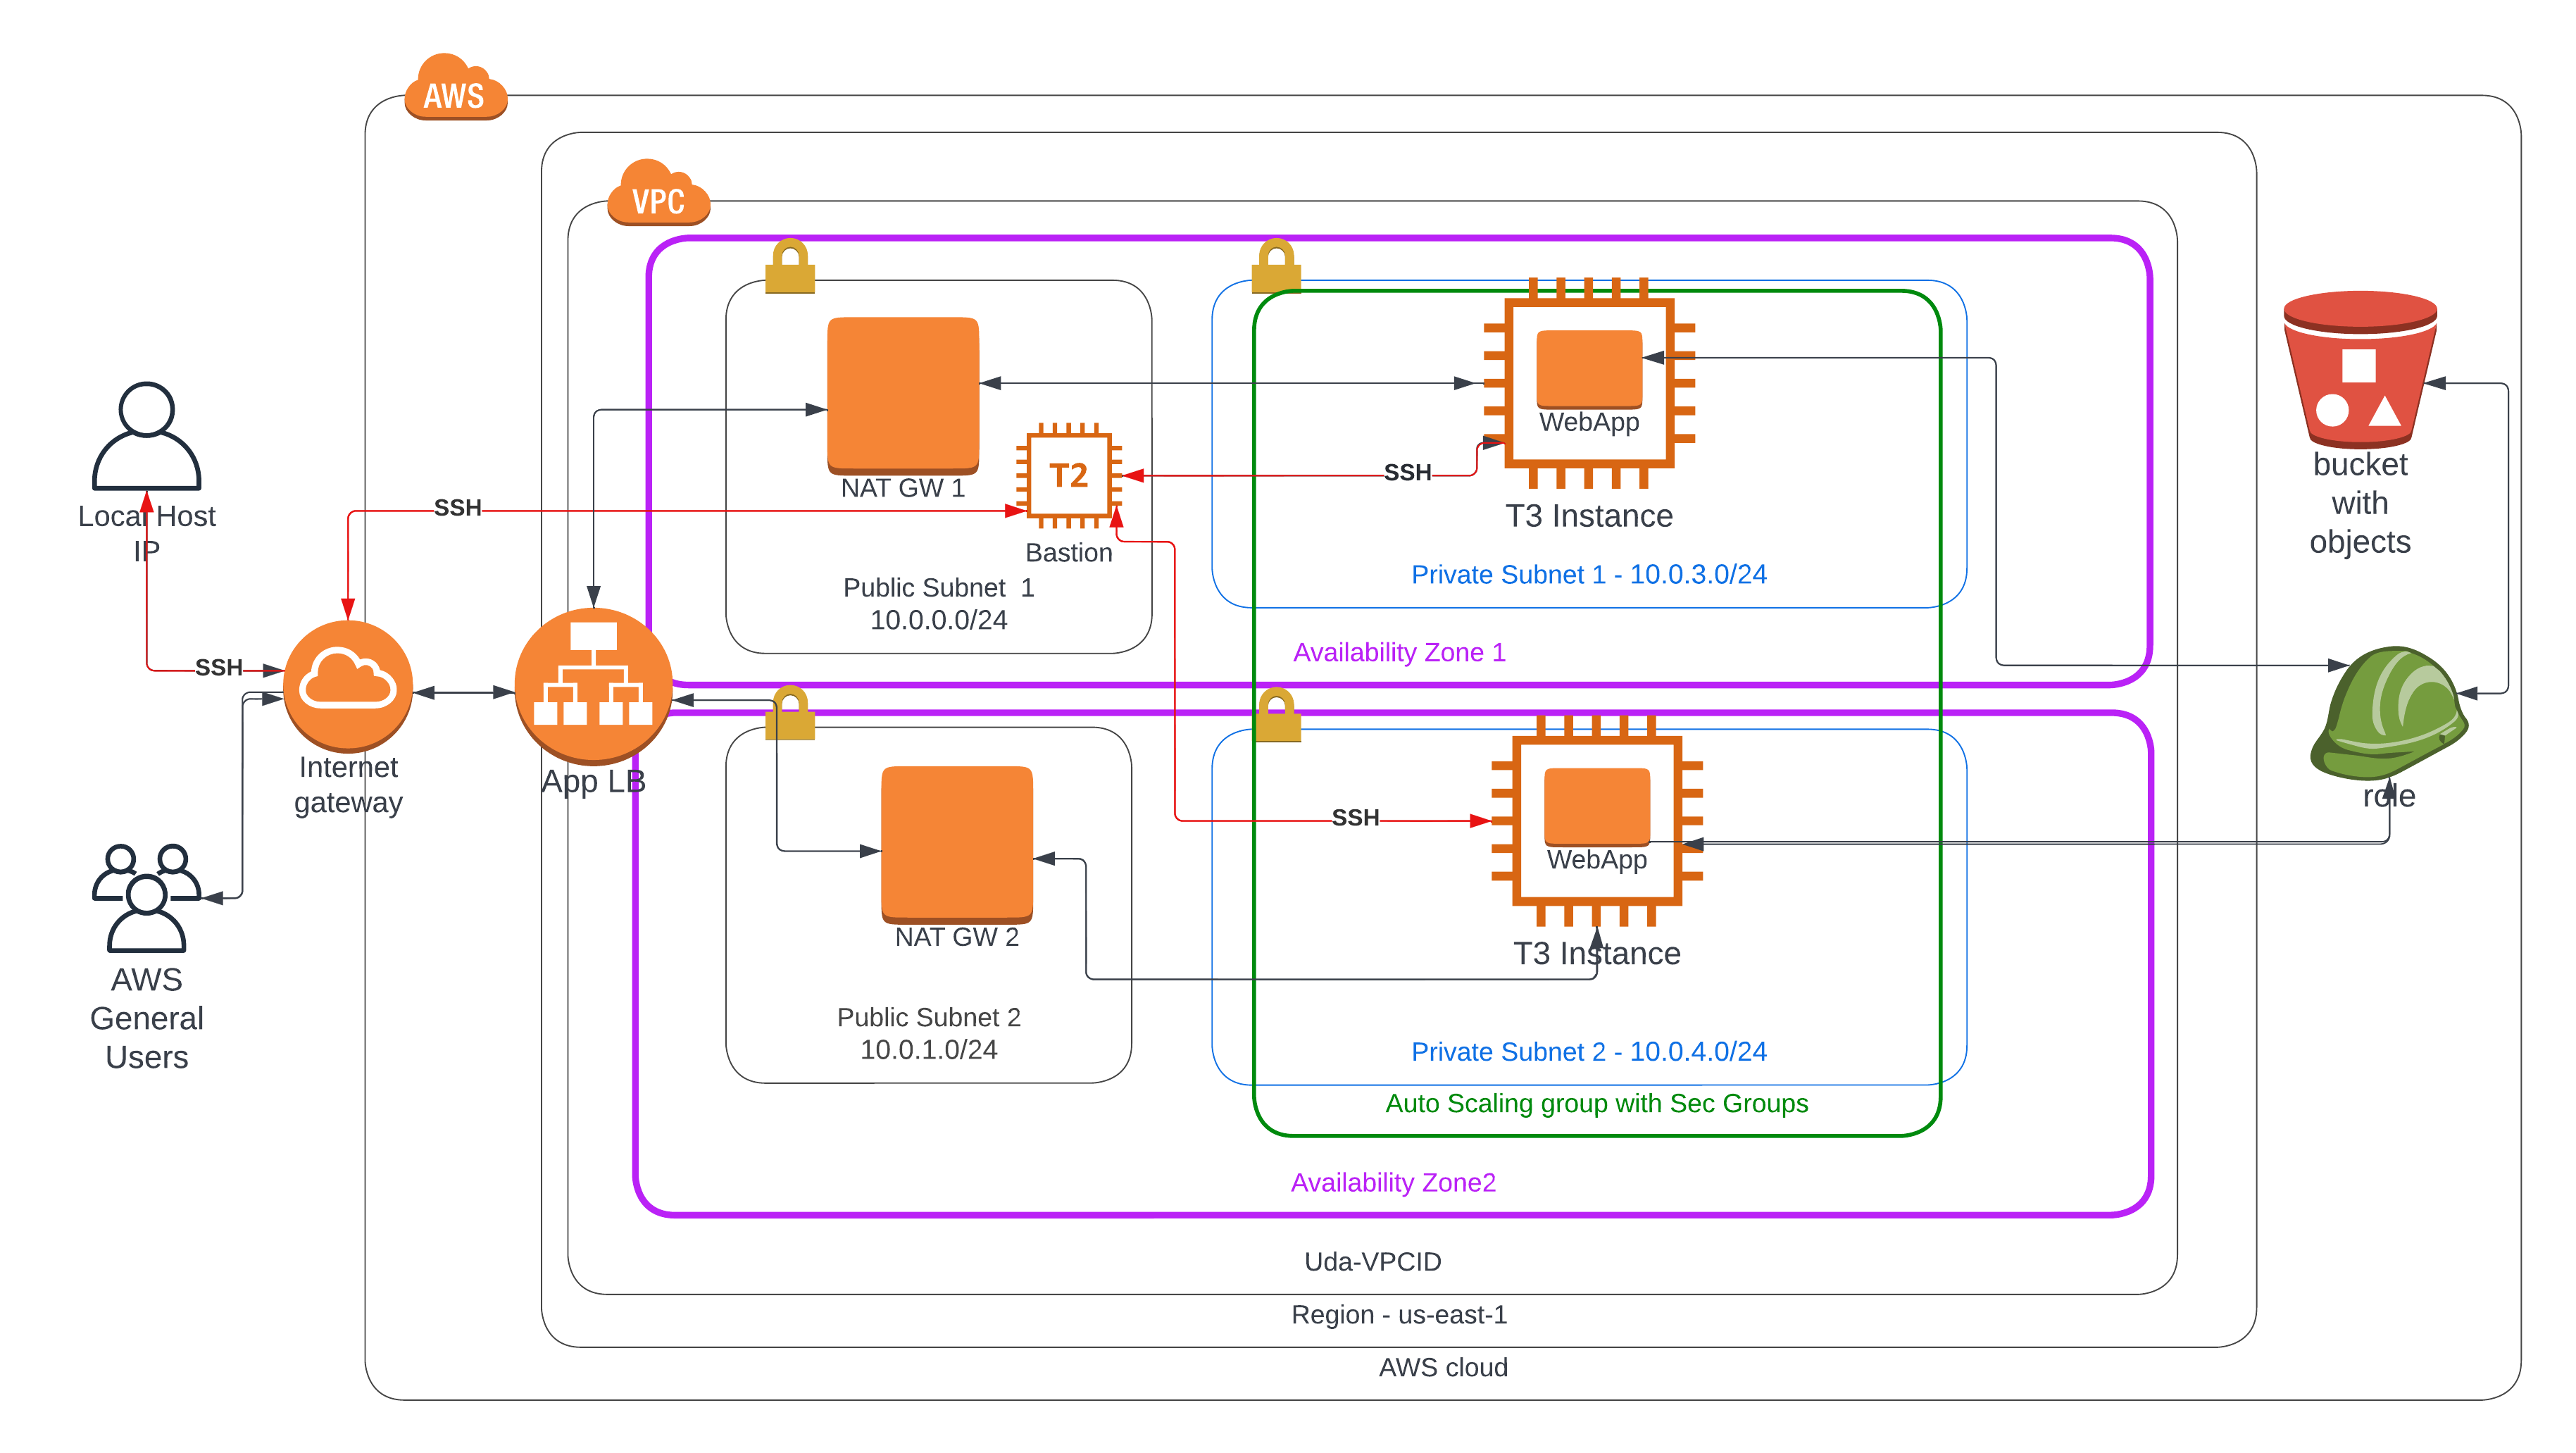 AWS
VPC
NAT GW 1
T2
Bastion
Public Subnet  1
10.0.0.0/24
WebApp
T3 Instance
SSH
Private Subnet 1 - 10.0.3.0/24
Availability Zone 1
Local Host
IP
SSH
SSH
Internet
gateway
App LB
AWS
General
Users
NAT GW 2
Public Subnet 2
10.0.1.0/24
SSH
WebApp
T3 Instance
Private Subnet 2 - 10.0.4.0/24
Auto Scaling group with Sec Groups
Availability Zone2
bucket
with
objects
role
Uda-VPCID
Region - us-east-1
AWS cloud